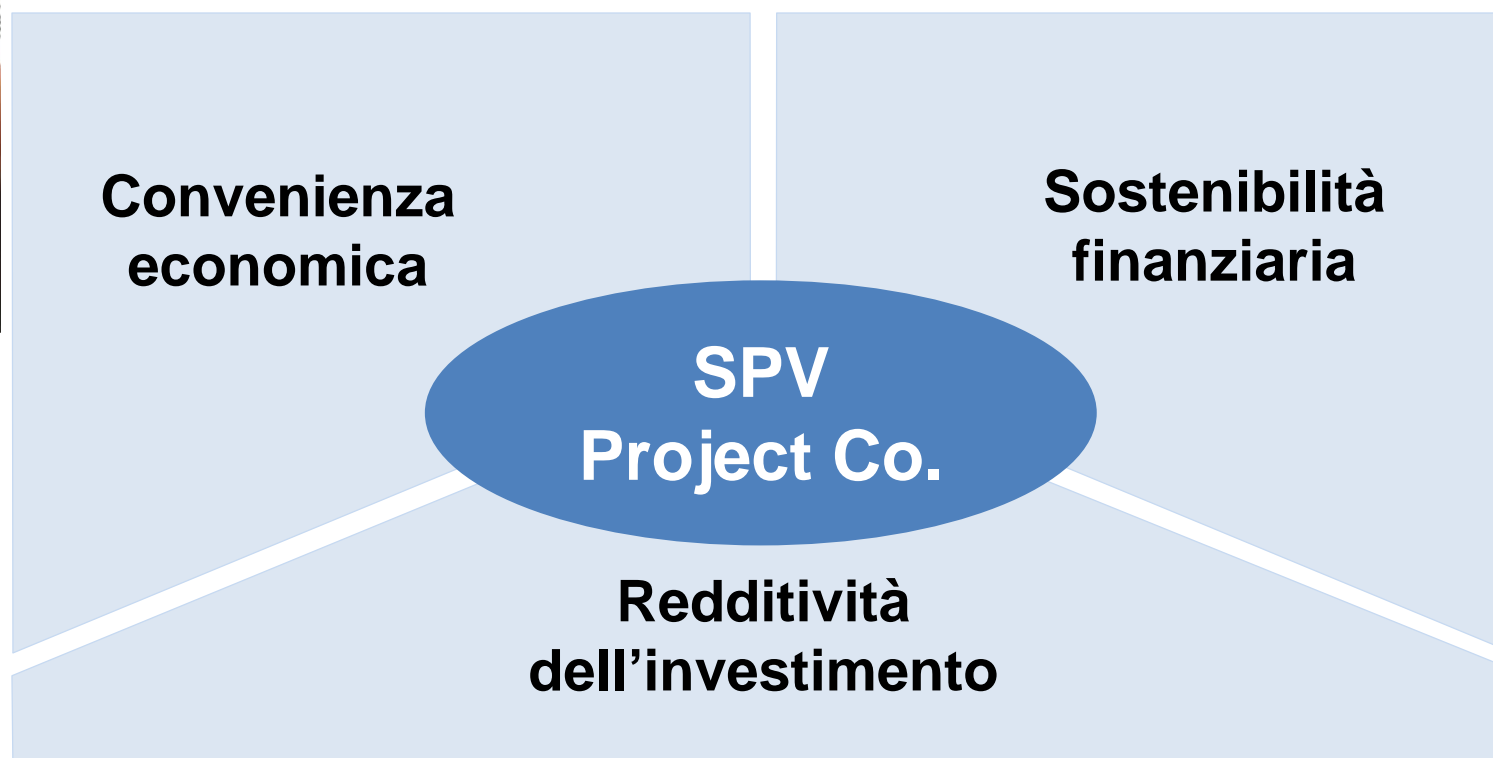 Convenienza
economica
Sostenibilità
finanziaria
SPV
Project Co.
Redditività
dell’investimento